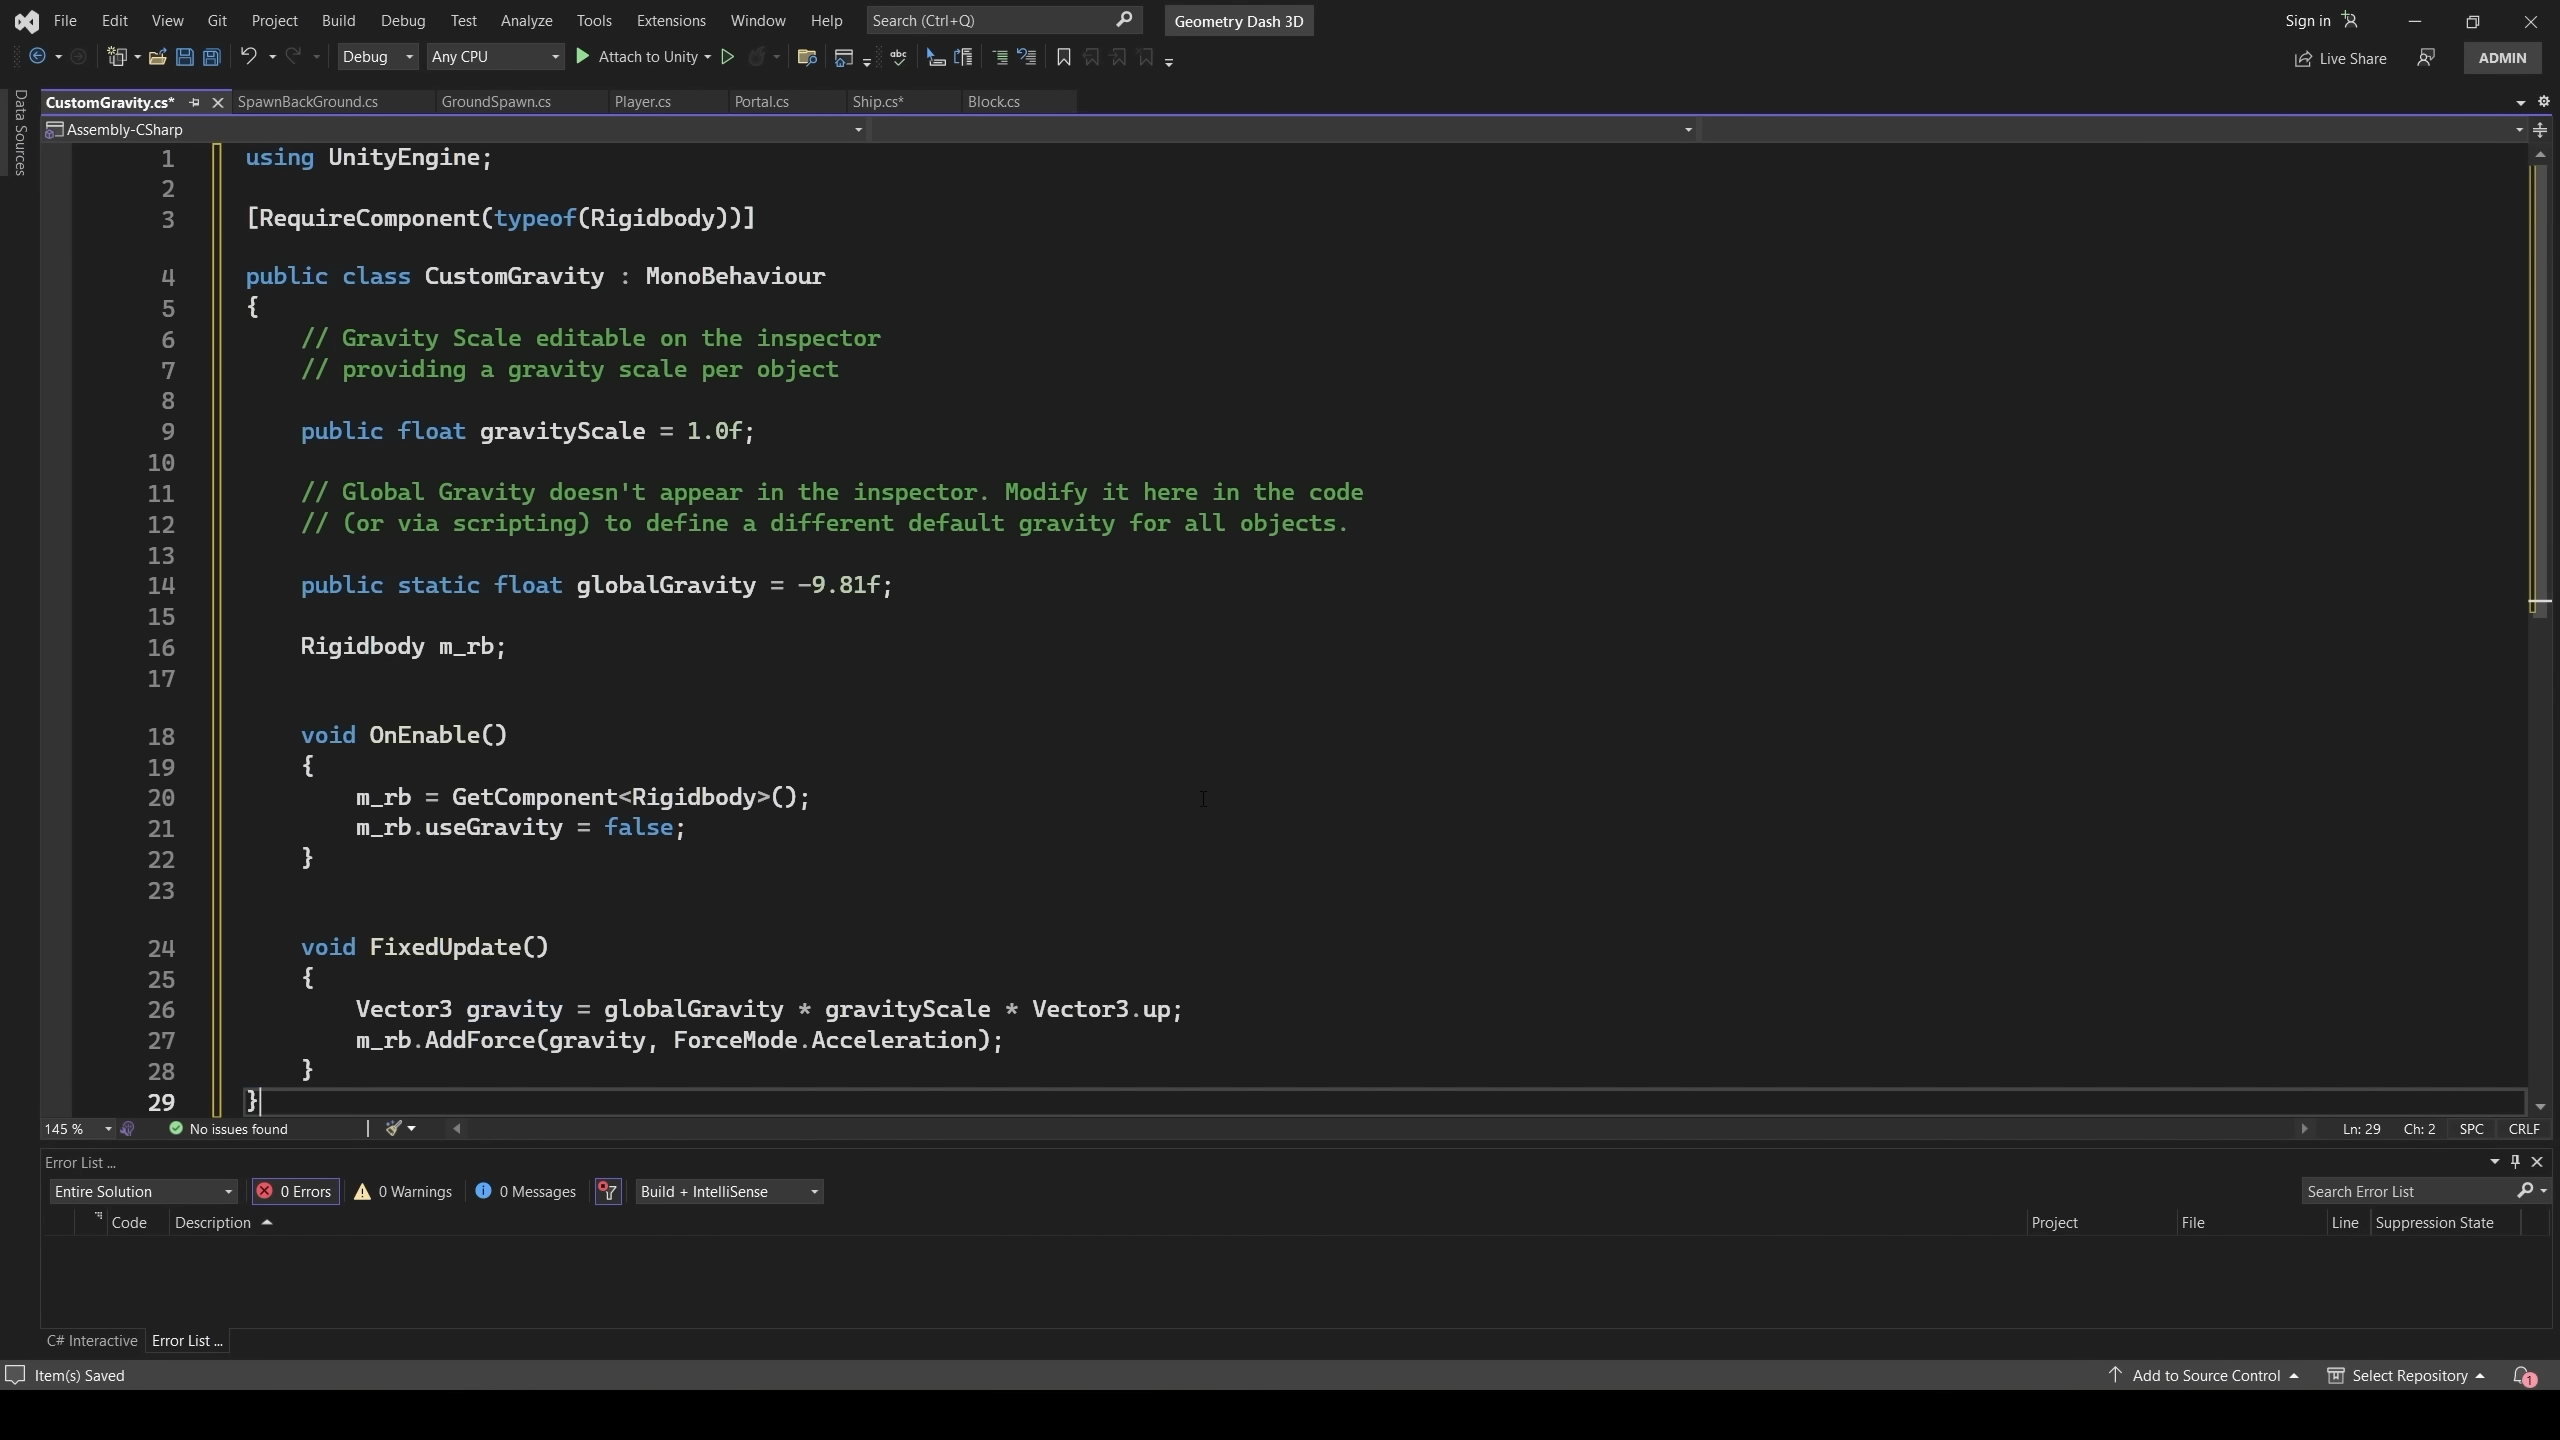 File Edit View Git Project Build Debug Test Analyze Tools Extensions Window Help Search (Ctrl+Q) Geometry Dash 3D Sign in
Debug Any CPU Attach to Unity Live Share ADMIN
CustomGravity.cs* SpawnBackGround.cs GroundSpawn.cs Player.cs Portal.cs Ship.cs* Block.cs
Data Sources
Assembly-CSharp
1 using UnityEngine;
2
3 [RequireComponent(typeof(Rigidbody))]
4 public class CustomGravity : MonoBehaviour
5 {
6 // Gravity Scale editable on the inspector
7 // providing a gravity scale per object
8
9 public float gravityScale = 1.0f;
10
11 // Global Gravity doesn't appear in the inspector. Modify it here in the code
12 // (or via scripting) to define a different default gravity for all objects.
13
14 public static float globalGravity = -9.81f;
15
16 Rigidbody m_rb;
17
18 void OnEnable()
19 {
20 m_rb = GetComponent<Rigidbody>();
21 m_rb.useGravity = false;
22 }
23
24 void FixedUpdate()
25 {
26 Vector3 gravity = globalGravity * gravityScale * Vector3.up;
27 m_rb.AddForce(gravity, ForceMode.Acceleration);
28 }
29 }
145 % No issues found Ln: 29 Ch: 2 SPC CRLF
Error List ...
Entire Solution 0 Errors 0 Warnings 0 Messages Build + IntelliSense Search Error List
Code Description Project File Line Suppression State
C# Interactive Error List ...
Item(s) Saved Add to Source Control Select Repository 1